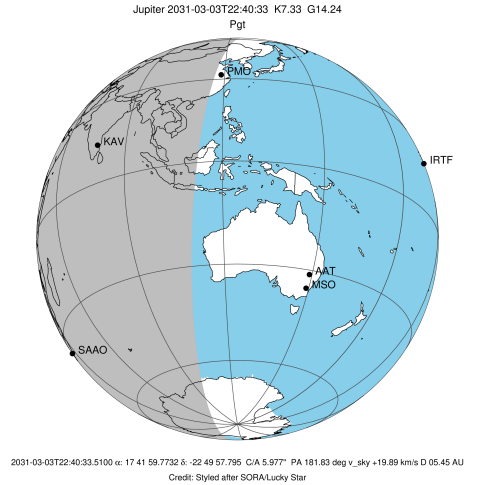 Jupiter 2031-03-03T22:40:33  K7.33  G14.24
Pgt
PMO
KAV
IRTF
AAT
MSO
SAAO
2031-03-03T22:40:33.5100 α: 17 41 59.7732 δ: -22 49 57.795  C/A 5.977"  PA 181.83 deg v_sky +19.89 km/s D 05.45 AU
Credit: Styled after SORA/Lucky Star